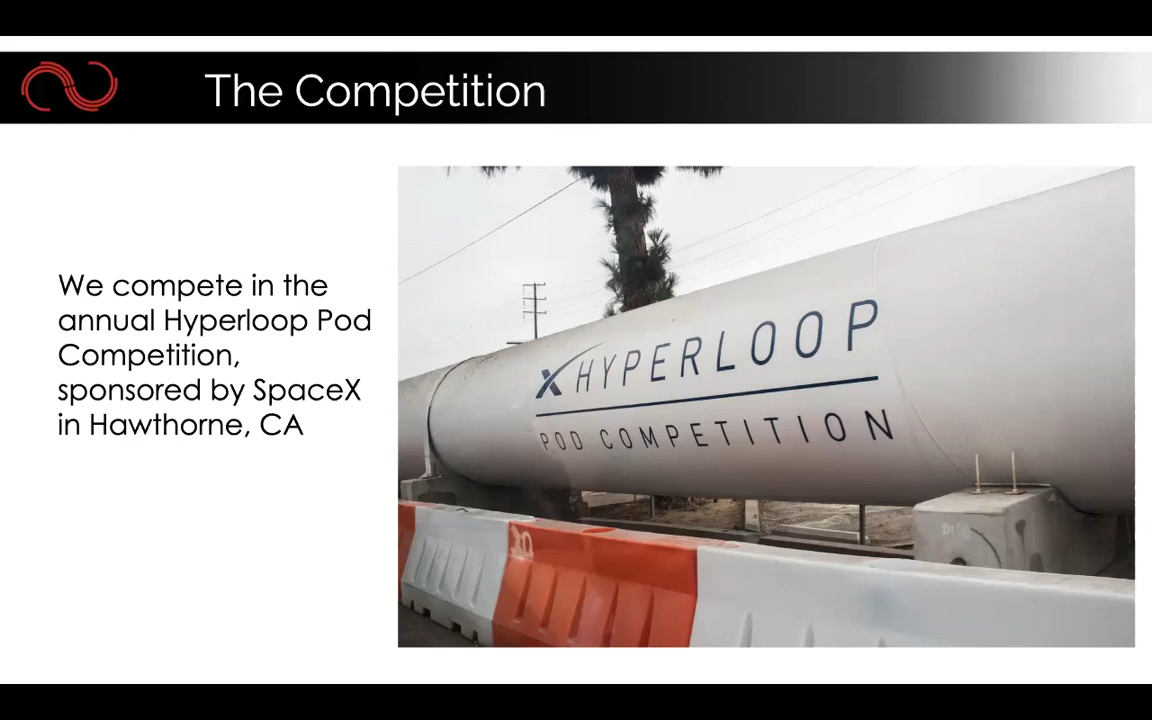 The Competition
We compete in the
annual Hyperloop Pod
Competition,
sponsored by SpaceX
in Hawthorne, CA
HYPERLOOP
POD COMPETITION